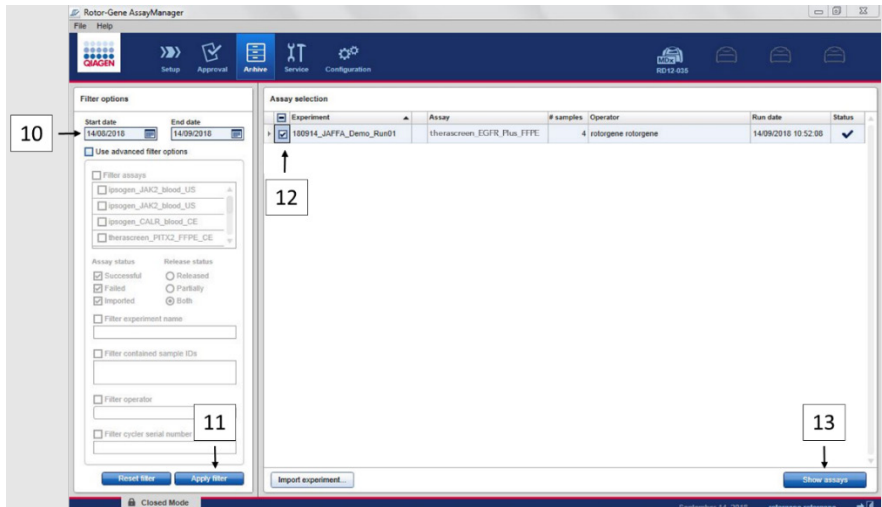 Rotor-Gene AssayManager
File Help
QIAGEN
Setup Approval Archive Service Configuration
MDx
RD12-035
Filter options
Start date End date
14/08/2018 14/09/2018
10
Use advanced filter options
Filter assays
ipsogen_JAK2_blood_US
ipsogen_JAK2_blood_US
ipsogen_CALR_blood_CE
therascreen_PITX2_FFPE_CE
Assay status Release status
Successful Released
Failed Partially
Imported Both
Filter experiment name
Filter contained sample IDs
Filter operator
11
Filter cycler serial number
Reset filter Apply filter
Assay selection
Experiment Assay # samples Operator Run date Status
180914_JAFFA_Demo_Run01 therascreen_EGFR_Plus_FFPE 4 rotorgene rotorgene 14/09/2018 10:52:08
12
13
Import experiment... Show assays
Closed Mode